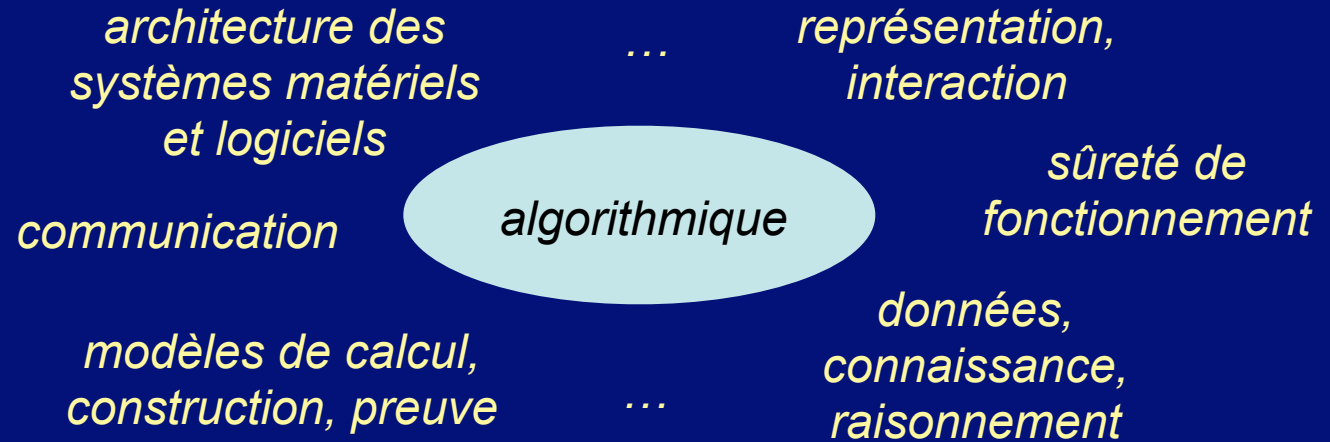 architecture des
systèmes matériels
et logiciels
…
représentation,
interaction
communication
algorithmique
sûreté de
fonctionnement
modèles de calcul,
construction, preuve
…
données,
connaissance,
raisonnement